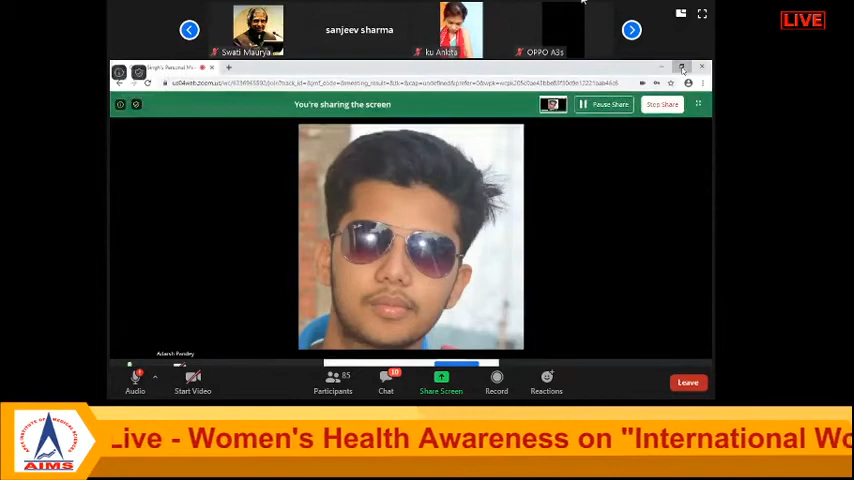 LIVE
Swati Maurya
sanjeev sharma
ku Ankita
OPPO A3s
Singh's Personal M
You're sharing the screen
Pause Share
Stop Share
Adarsh Pandey
Audio
Start Video
Participants
85
Chat
10
Share Screen
Record
Reactions
Leave
AIMS
Live - Women's Health Awareness on "International Wo